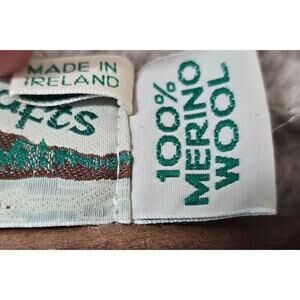 MADE IN
IRELAND
100%
MERINO
WOOL